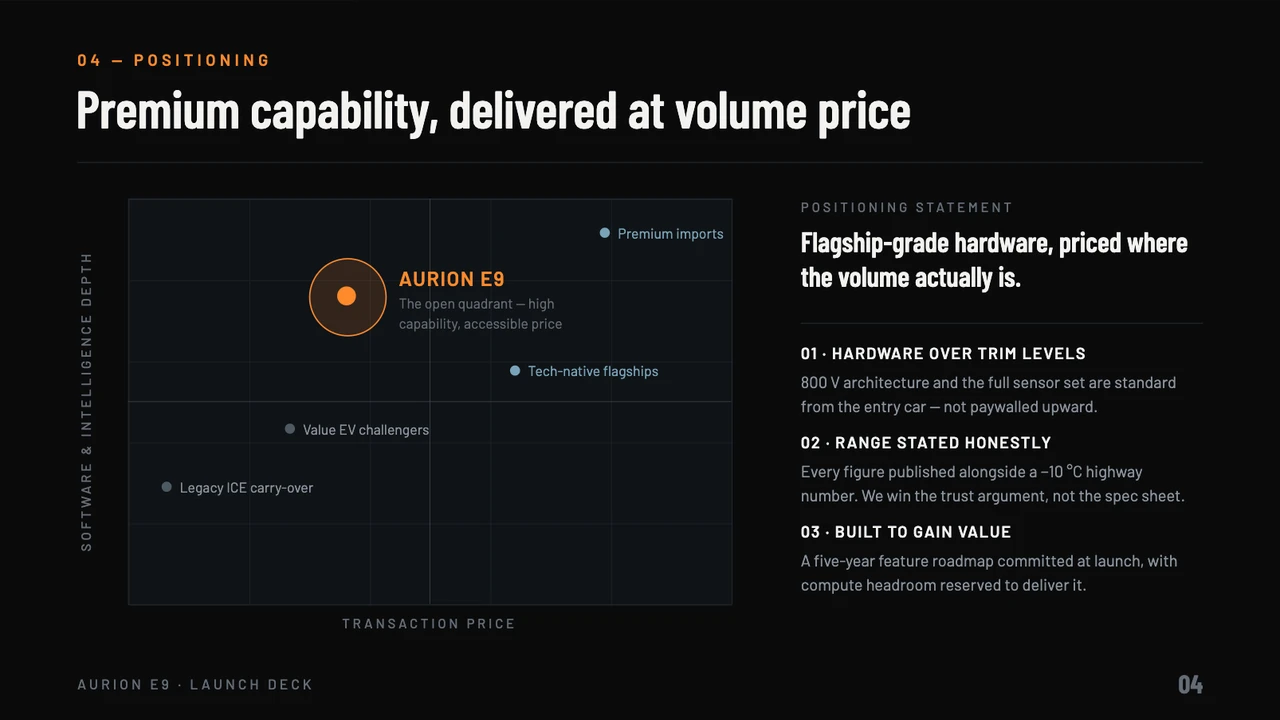 04 — POSITIONING
Premium capability, delivered at volume price
SOFTWARE & INTELLIGENCE DEPTH
Premium imports
AURION E9
The open quadrant — high
capability, accessible price
Tech-native flagships
Value EV challengers
Legacy ICE carry-over
TRANSACTION PRICE
POSITIONING STATEMENT
Flagship-grade hardware, priced where
the volume actually is.
01 · HARDWARE OVER TRIM LEVELS
800 V architecture and the full sensor set are standard
from the entry car — not paywalled upward.
02 · RANGE STATED HONESTLY
Every figure published alongside a −10 °C highway
number. We win the trust argument, not the spec sheet.
03 · BUILT TO GAIN VALUE
A five-year feature roadmap committed at launch, with
compute headroom reserved to deliver it.
AURION E9 · LAUNCH DECK
04